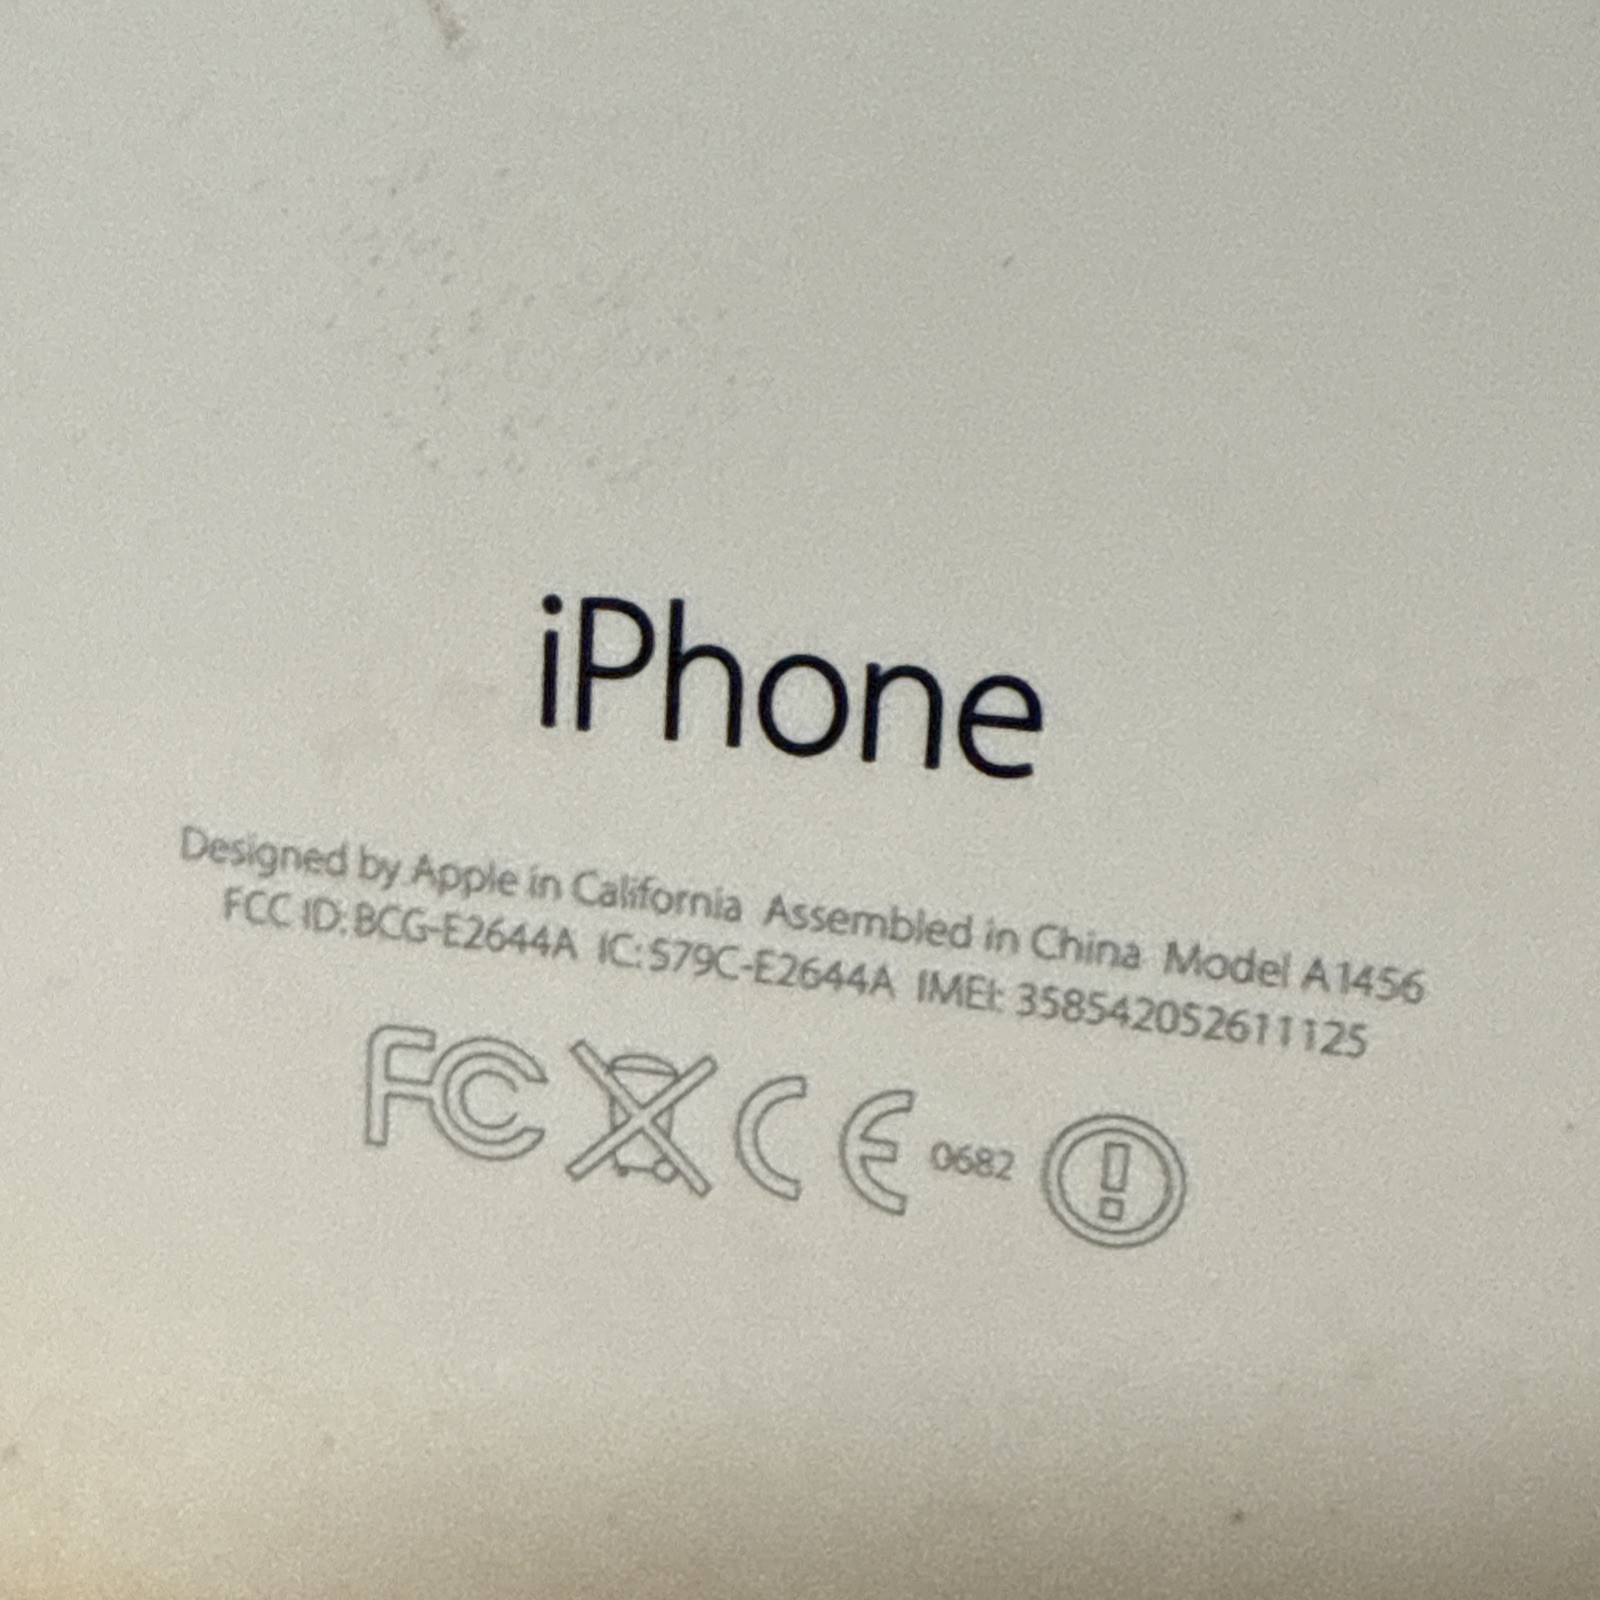 iPhone
Designed by Apple in California Assembled in China Model A1456
FCC ID: BCG-E2644A IC: 579C-E2644A IMEI: 358542052611125
FC CE 0682 !